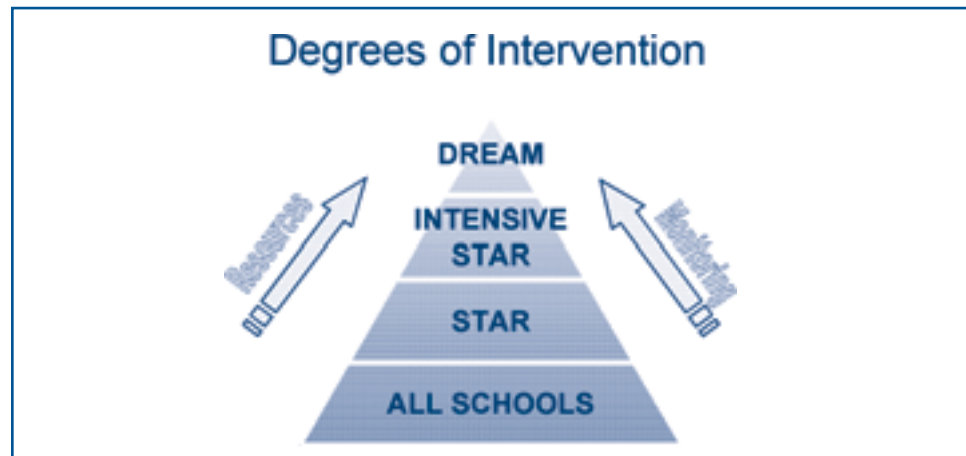 Degrees of Intervention
DREAM
Resources
Monitoring
INTENSIVE
STAR
STAR
ALL SCHOOLS